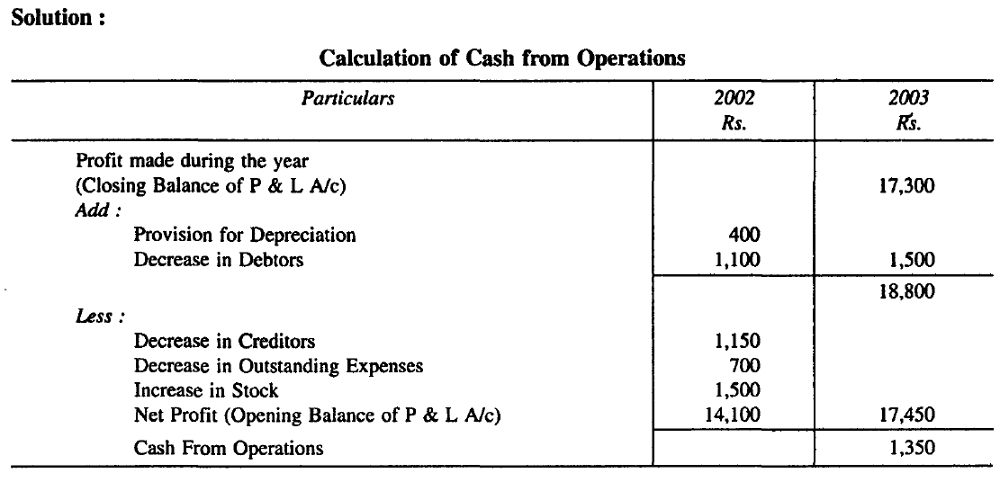 Solution :
Calculation of Cash from Operations
Particulars 2002 2003
Rs. Rs.
Profit made during the year
(Closing Balance of P & L A/c) 17,300
Add :
Provision for Depreciation 400
Decrease in Debtors 1,100 1,500
18,800
Less :
Decrease in Creditors 1,150
Decrease in Outstanding Expenses 700
Increase in Stock 1,500
Net Profit (Opening Balance of P & L A/c) 14,100 17,450
Cash From Operations 1,350